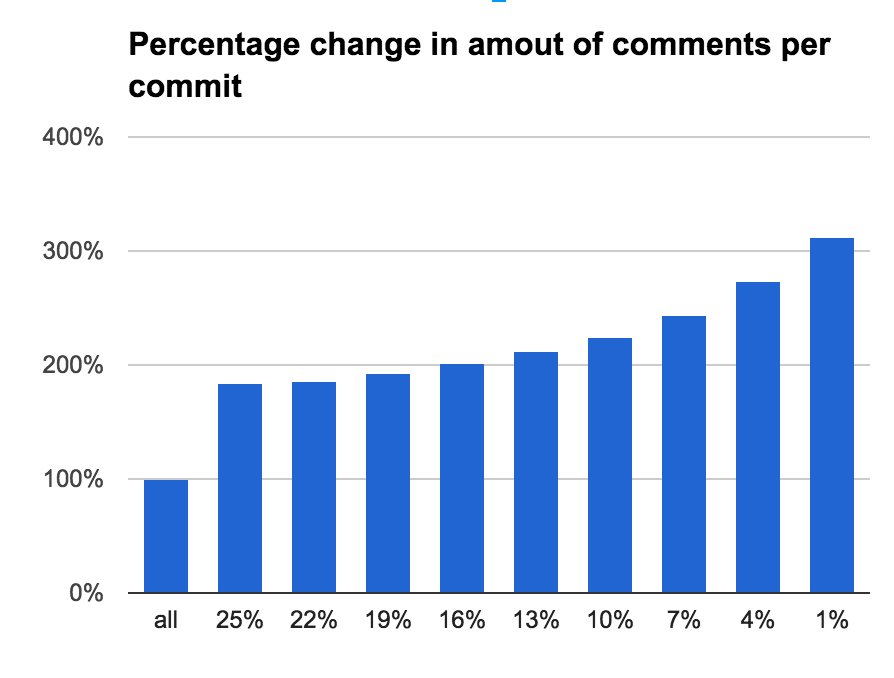 Percentage change in amout of comments per
commit
400%
300%
200%
100%
0%
all 25% 22% 19% 16% 13% 10% 7% 4% 1%